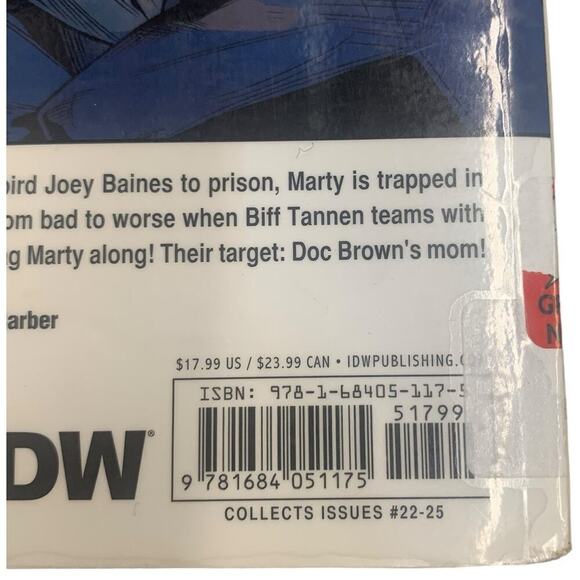 bird Joey Baines to prison, Marty is trapped in
om bad to worse when Biff Tannen teams with
g Marty along! Their target: Doc Brown's mom!
arber
$17.99 US / $23.99 CAN • IDWPUBLISHING.
ISBN: 978-1-68405-117-5
51799
9 781684 051175
DW®
COLLECTS ISSUES #22-25